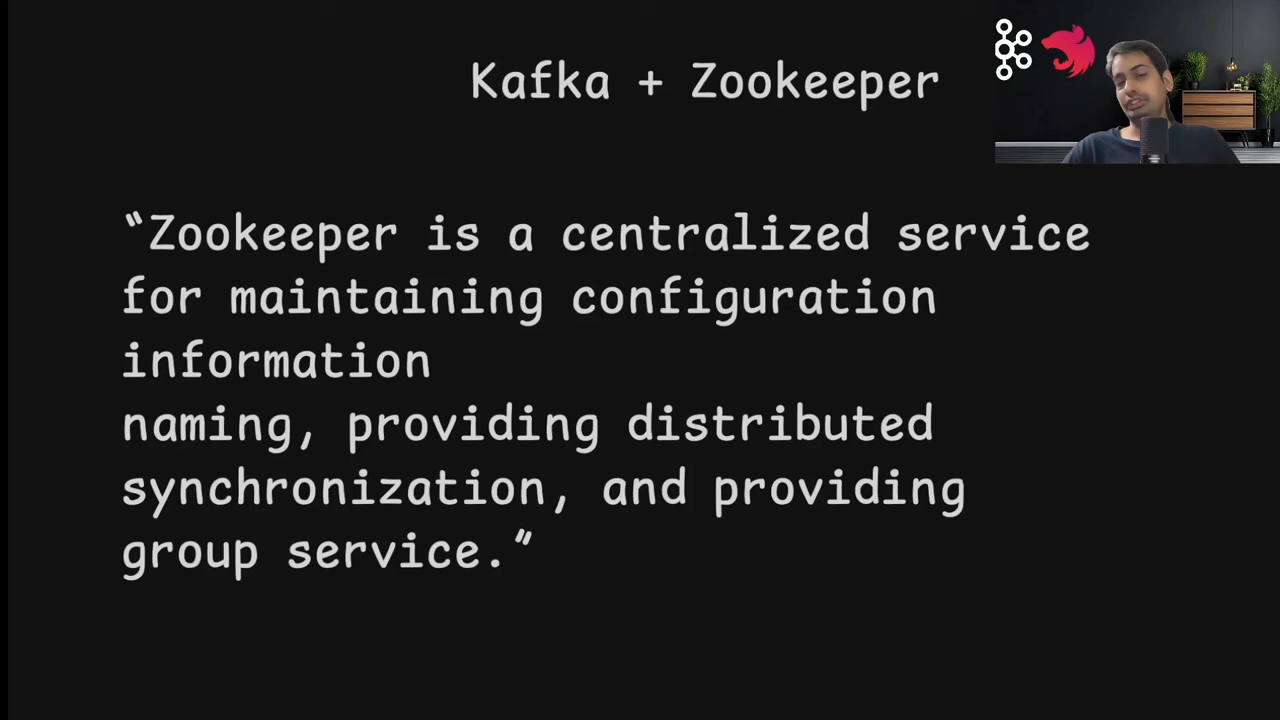 Kafka + Zookeeper
“Zookeeper is a centralized service
for maintaining configuration
information
naming, providing distributed
synchronization, and providing
group service.”